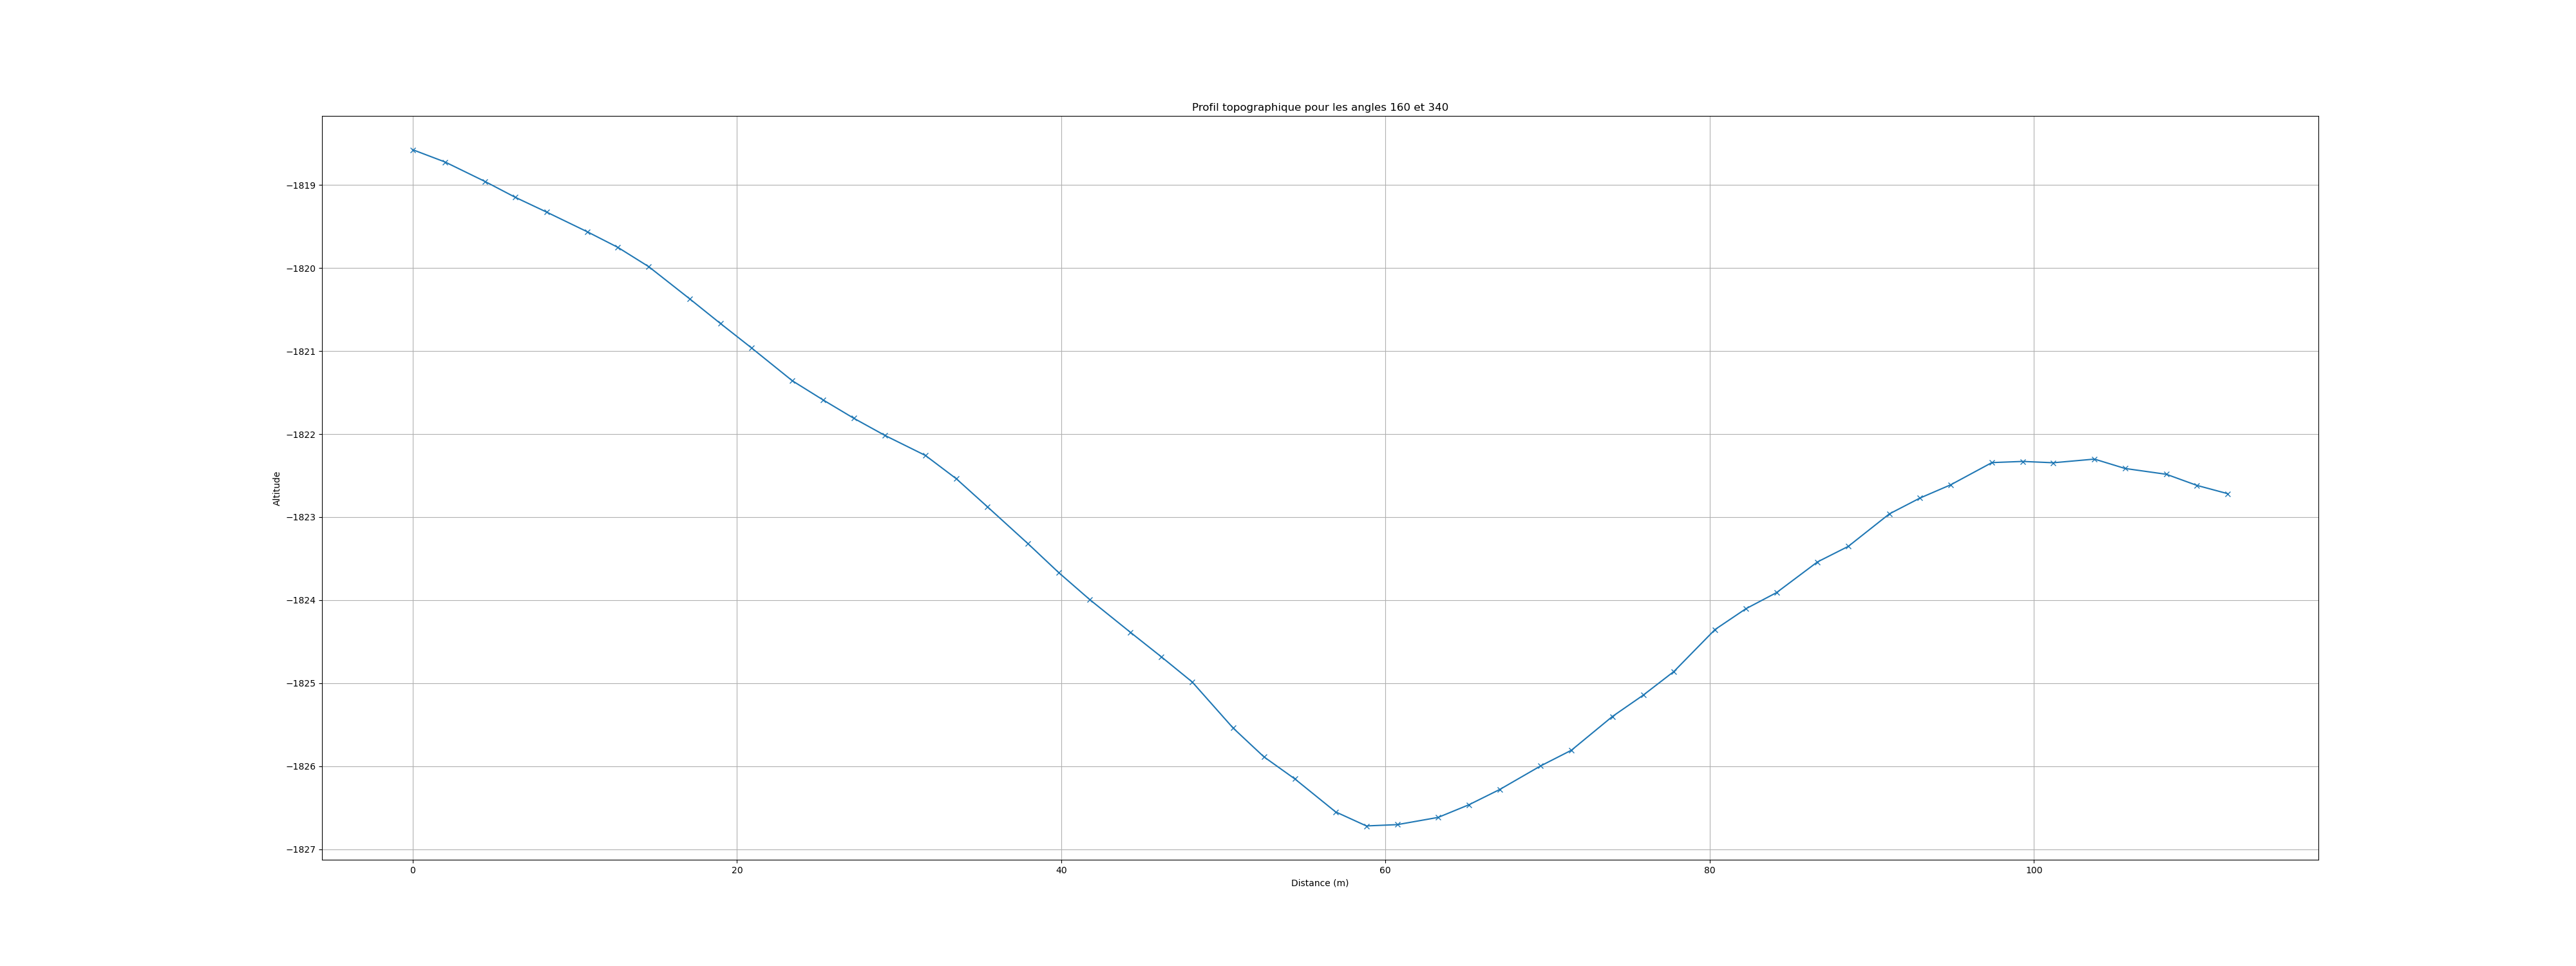 Profil topographique pour les angles 160 et 340
Altitude
−1819
−1820
−1821
−1822
−1823
−1824
−1825
−1826
−1827
0 20 40 60 80 100
Distance (m)